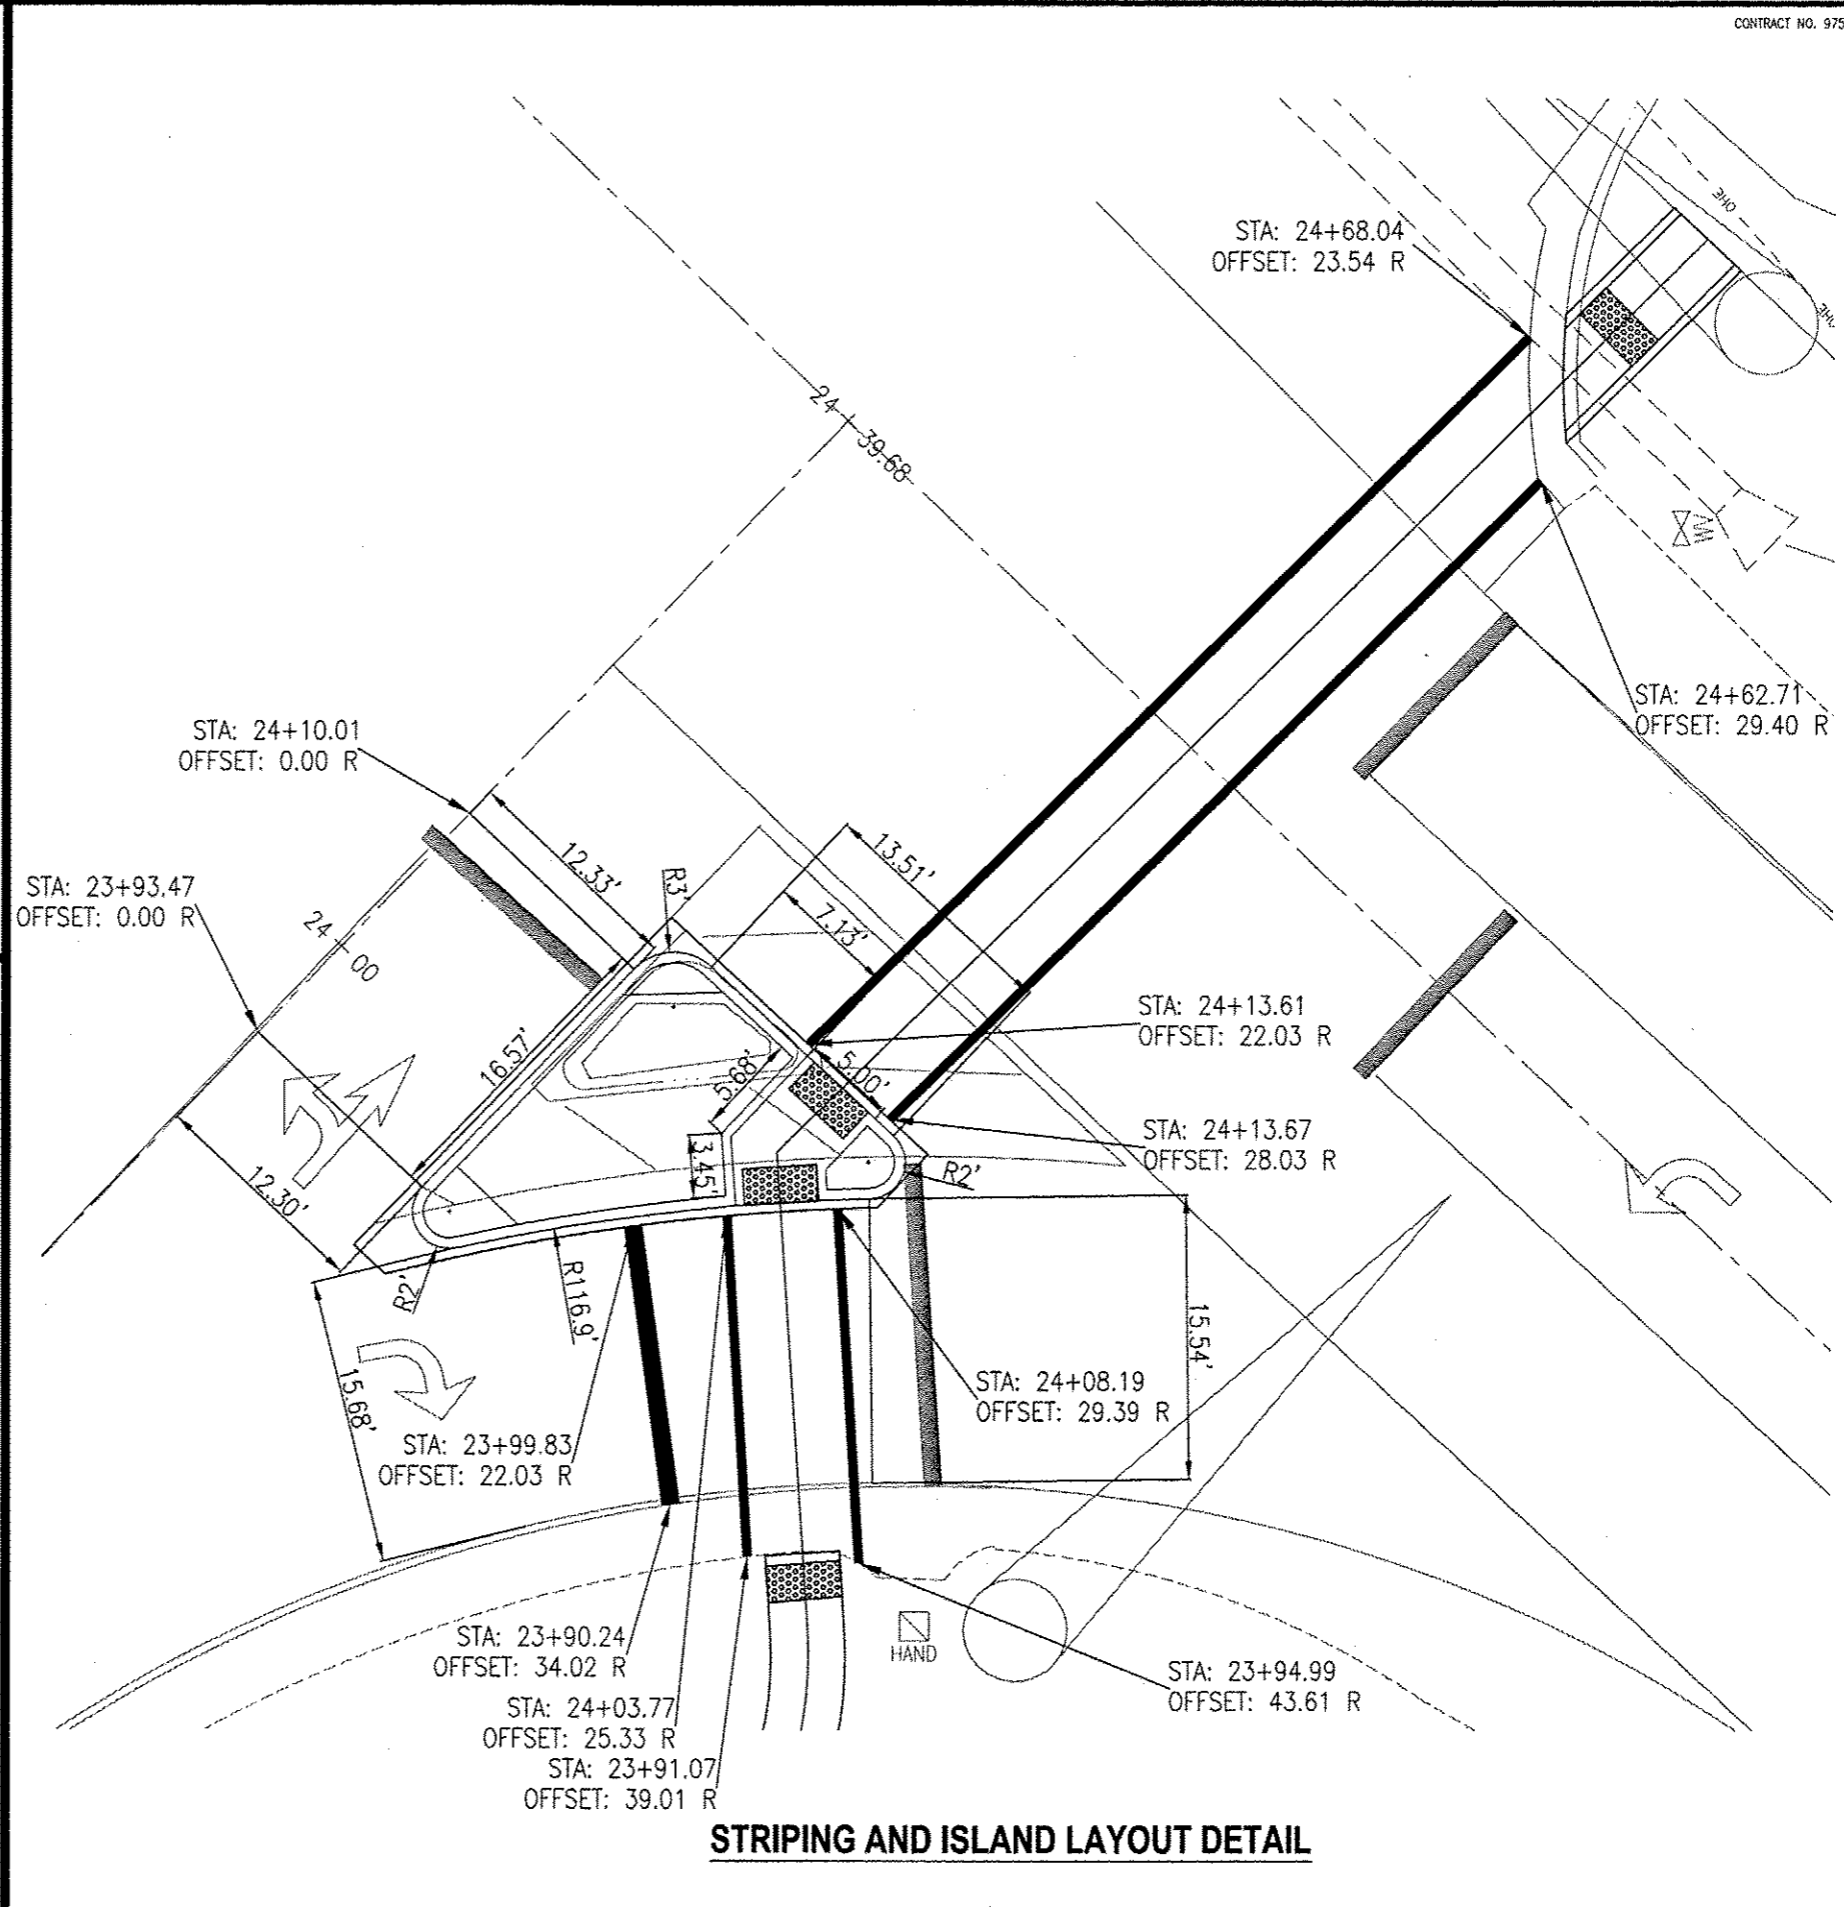 CONTRACT NO. 975
OHE
STA: 24+68.04
OFFSET: 23.54 R
24+39.68
STA: 24+62.71
OFFSET: 29.40 R
STA: 24+10.01
OFFSET: 0.00 R
12.33'
R3'
13.51'
7.13'
STA: 23+93.47
OFFSET: 0.00 R
24+00
STA: 24+13.61
OFFSET: 22.03 R
16.57'
5.68'
5.00'
STA: 24+13.67
OFFSET: 28.03 R
3.45'
R2'
12.30'
R2'
R116.9'
15.54'
15.68'
STA: 24+08.19
OFFSET: 29.39 R
STA: 23+99.83
OFFSET: 22.03 R
HAND
STA: 23+90.24
OFFSET: 34.02 R
STA: 23+94.99
OFFSET: 43.61 R
STA: 24+03.77
OFFSET: 25.33 R
STA: 23+91.07
OFFSET: 39.01 R
STRIPING AND ISLAND LAYOUT DETAIL